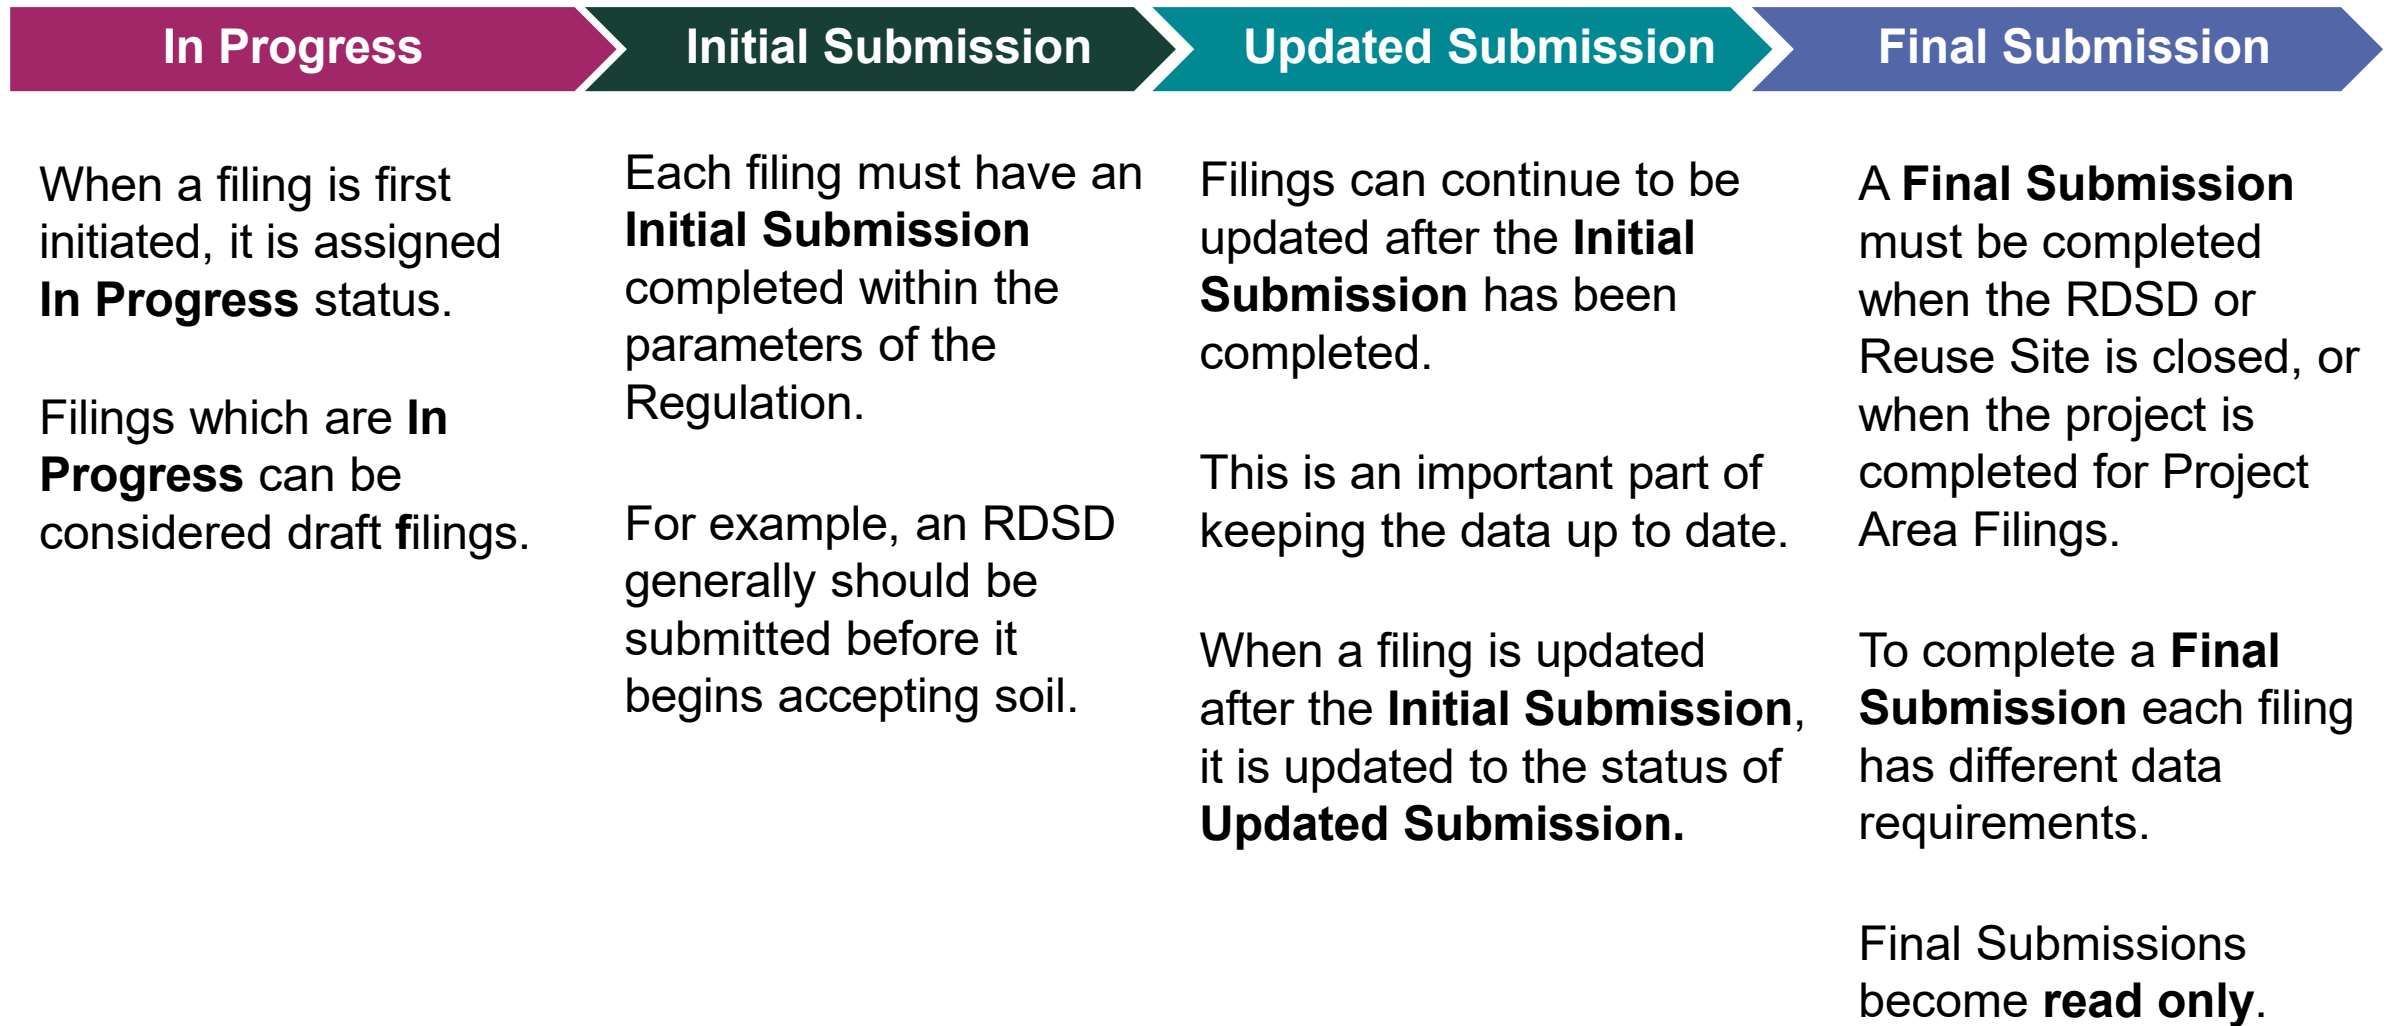 In Progress
Initial Submission
Updated Submission
Final Submission
When a filing is first
initiated, it is assigned
In Progress status.
Filings which are In
Progress can be
considered draft filings.
Each filing must have an
Initial Submission
completed within the
parameters of the
Regulation.
For example, an RDSD
generally should be
submitted before it
begins accepting soil.
Filings can continue to be
updated after the Initial
Submission has been
completed.
This is an important part of
keeping the data up to date.
When a filing is updated
after the Initial Submission,
it is updated to the status of
Updated Submission.
A Final Submission
must be completed
when the RDSD or
Reuse Site is closed, or
when the project is
completed for Project
Area Filings.
To complete a Final
Submission each filing
has different data
requirements.
Final Submissions
become read only.